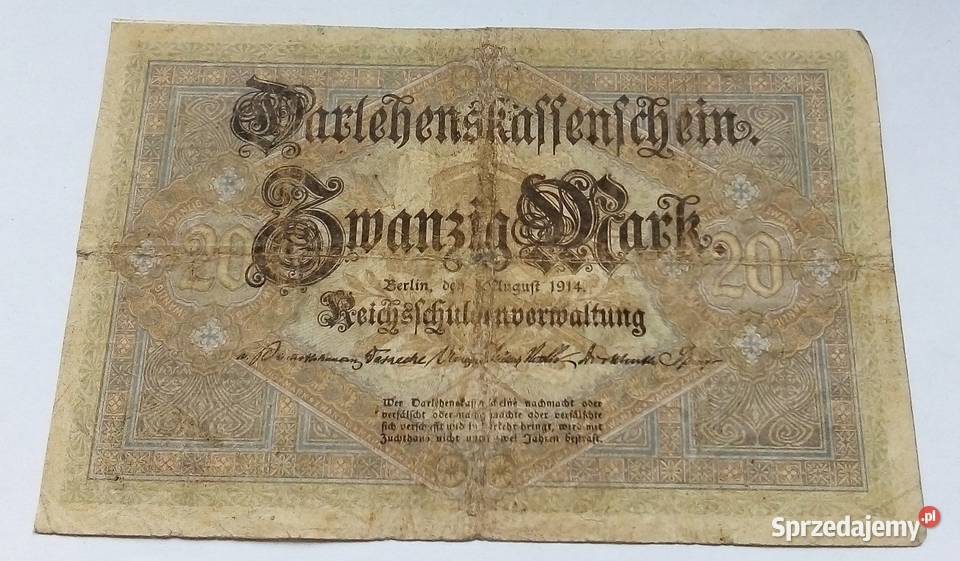 Darlehenskassenschein.
Zwanzig Mark.
20 20
Berlin, den 5. August 1914.
Reichsschuldenverwaltung
Wer Darlehenskassenscheine nachmacht oder
verfälscht oder nachgemachte oder verfälschte
sich verschafft und in Verkehr bringt, wird mit
Zuchthaus nicht unter zwei Jahren bestraft.
Sprzedajemy.pl